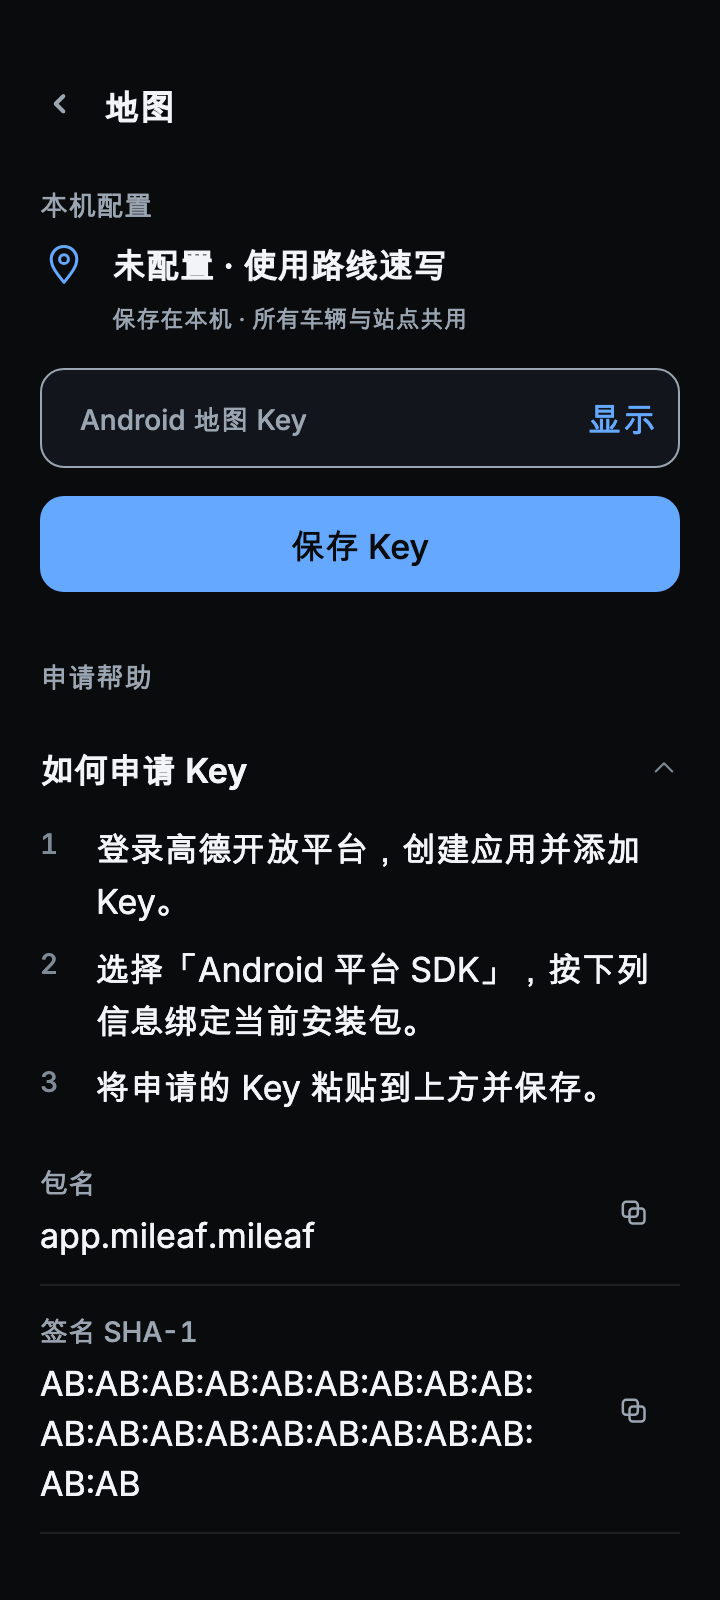 地图
本机配置
未配置 · 使用路线速写
保存在本机 · 所有车辆与站点共用
Android 地图 Key
显示
保存 Key
申请帮助
如何申请 Key
1 登录高德开放平台，创建应用并添加
Key。
2 选择「Android 平台 SDK」，按下列
信息绑定当前安装包。
3 将申请的 Key 粘贴到上方并保存。
包名
app.mileaf.mileaf
签名 SHA-1
AB:AB:AB:AB:AB:AB:AB:AB:AB:
AB:AB:AB:AB:AB:AB:AB:AB:AB:
AB:AB